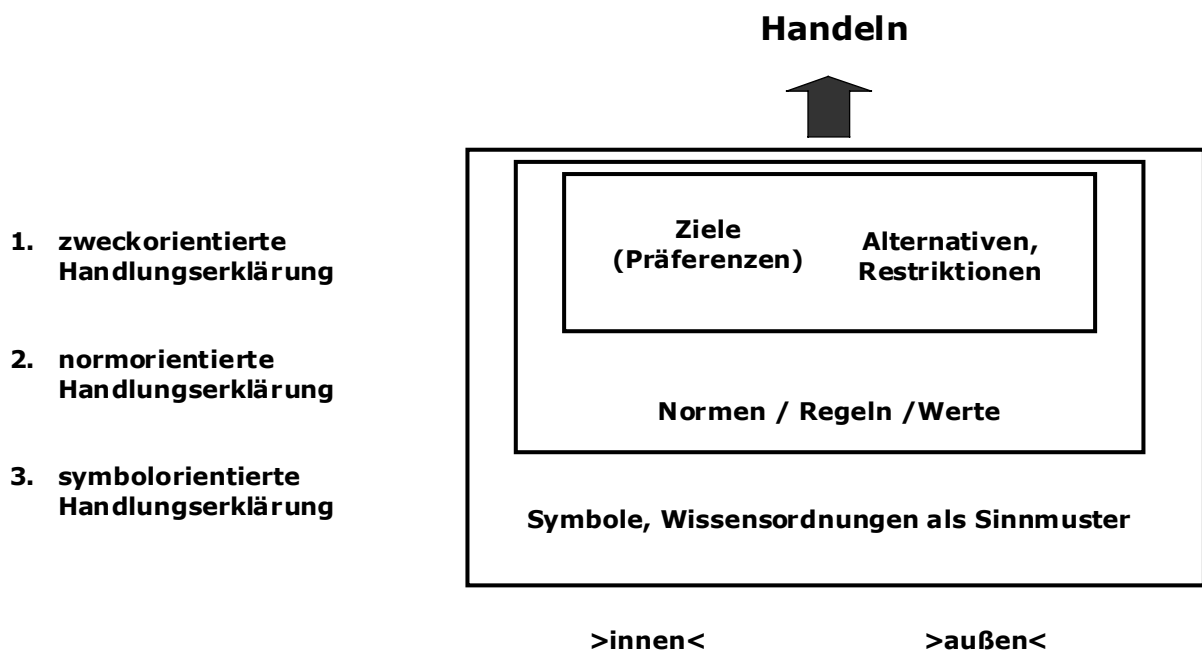 Handeln
1. zweckorientierte
Handlungserklärung
Ziele
(Präferenzen)
Alternativen,
Restriktionen
2. normorientierte
Handlungserklärung
Normen / Regeln /Werte
3. symbolorientierte
Handlungserklärung
Symbole, Wissensordnungen als Sinnmuster
>innen<
>außen<